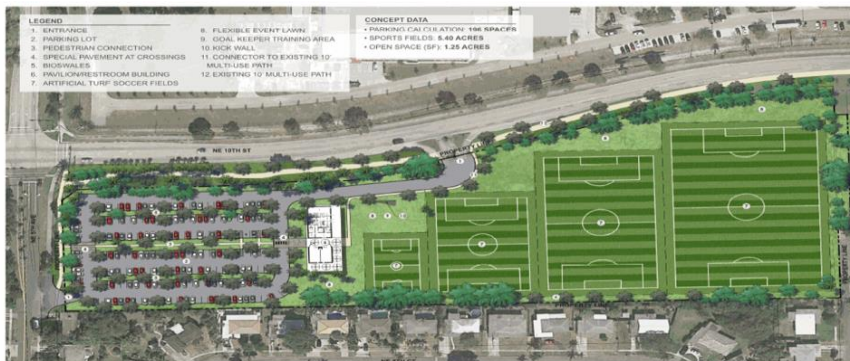 LEGEND
1. ENTRANCE
2. PARKING LOT
3. PEDESTRIAN CONNECTION
4. SPECIAL PAVEMENT AT CROSSINGS
5. BIOSWALES
6. PAVILION/RESTROOM BUILDING
7. ARTIFICIAL TURF SOCCER FIELDS
8. FLEXIBLE EVENT LAWN
9. GOAL KEEPER TRAINING AREA
10. KICK WALL
11. CONNECTOR TO EXISTING 10'
MULTI-USE PATH
12. EXISTING 10' MULTI-USE PATH
CONCEPT DATA
• PARKING CALCULATION: 196 SPACES
• SPORTS FIELDS: 5.40 ACRES
• OPEN SPACE (SF): 1.25 ACRES